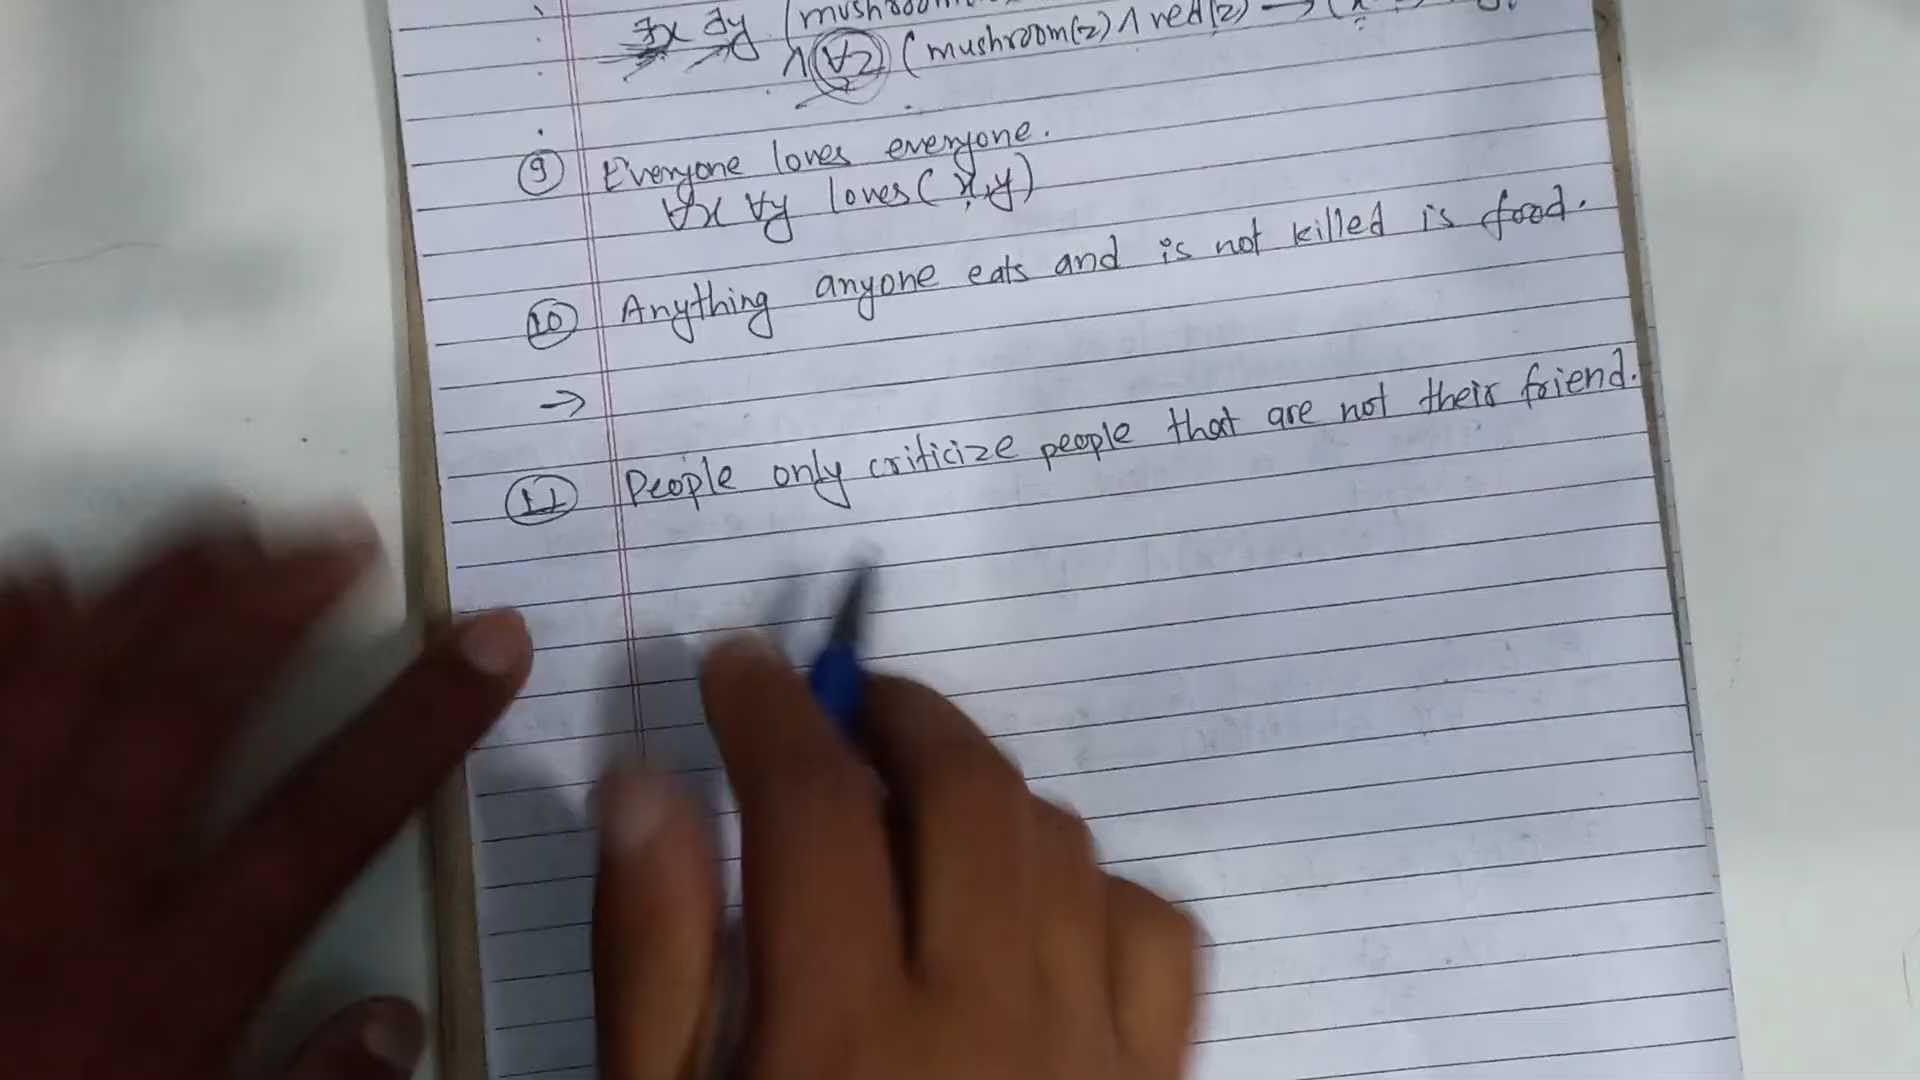 ∃x ∃y (mushroom
∧ ∀z (mushroom(z) ∧ red(z) → (x
⑨ Everyone loves everyone.
∀x ∀y loves(x,y)
⑩ Anything anyone eats and is not killed is food.
→
⑪ People only criticize people that are not their friend.